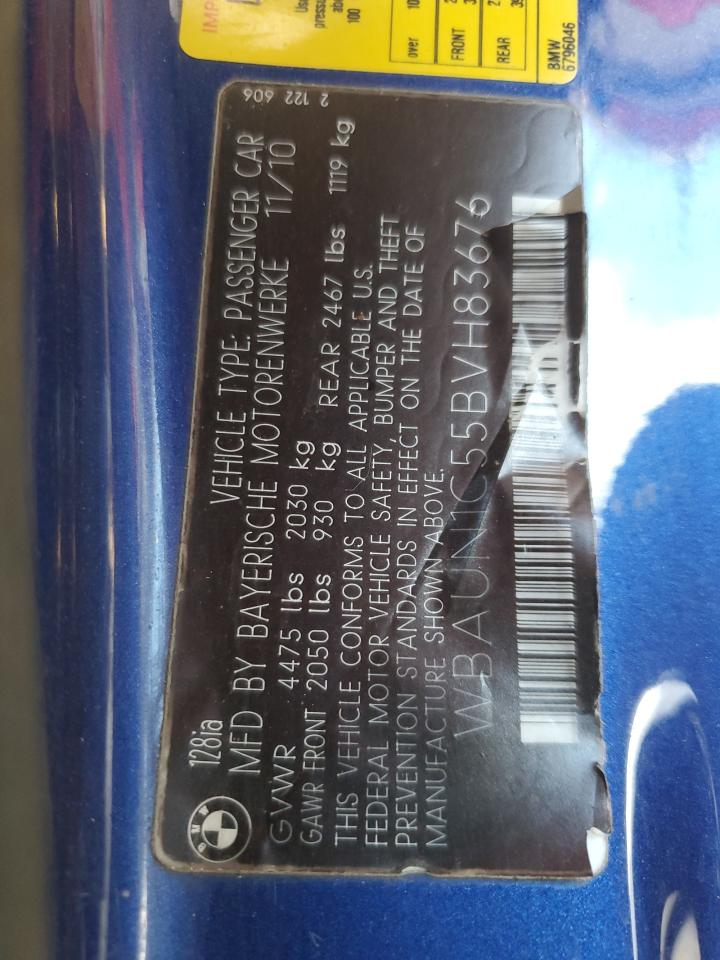 over
100
FRONT
REAR
BMW
6796046
2 122 606
128ia VEHICLE TYPE: PASSENGER CAR
MFD BY BAYERISCHE MOTORENWERKE 11/10
GVWR 4475 lbs 2030 kg
GAWR FRONT 2050 lbs 930 kg REAR 2467 lbs 1119 kg
THIS VEHICLE CONFORMS TO ALL APPLICABLE U.S.
FEDERAL MOTOR VEHICLE SAFETY, BUMPER AND THEFT
PREVENTION STANDARDS IN EFFECT ON THE DATE OF
MANUFACTURE SHOWN ABOVE.
WBAUN1C55BVH83676
BMW